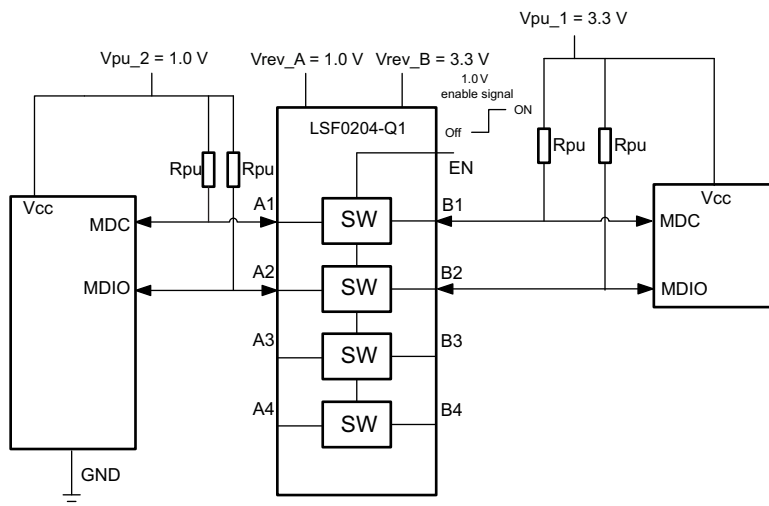 Vpu_1 = 3.3 V
Vpu_2 = 1.0 V
Vrev_A = 1.0 V
Vrev_B = 3.3 V
1.0 V
enable signal
ON
Off
LSF0204-Q1
EN
Rpu
Rpu
Rpu
Rpu
Vcc
Vcc
MDC
A1
SW
B1
MDC
MDIO
A2
SW
B2
MDIO
A3
SW
B3
A4
SW
B4
GND